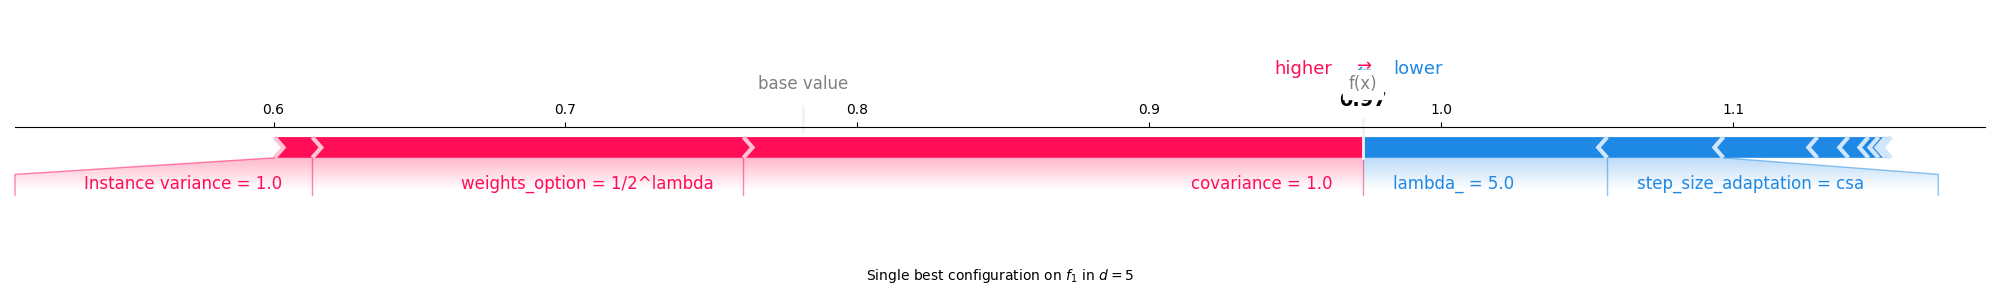 higher → lower
base value f(x)
0.6 0.7 0.8 0.9 0.97 1.0 1.1
Instance variance = 1.0 weights_option = 1/2^lambda covariance = 1.0 lambda_ = 5.0 step_size_adaptation = csa
Single best configuration on f₁ in d = 5